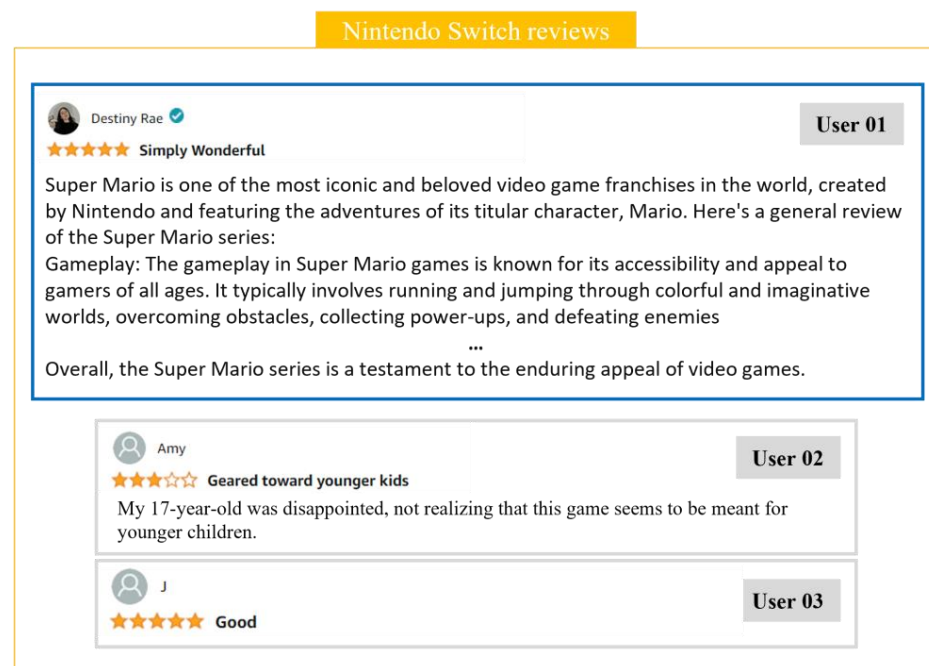 Nintendo Switch reviews
Destiny Rae
User 01
Simply Wonderful
Super Mario is one of the most iconic and beloved video game franchises in the world, created
by Nintendo and featuring the adventures of its titular character, Mario. Here's a general review
of the Super Mario series:
Gameplay: The gameplay in Super Mario games is known for its accessibility and appeal to
gamers of all ages. It typically involves running and jumping through colorful and imaginative
worlds, overcoming obstacles, collecting power-ups, and defeating enemies
...
Overall, the Super Mario series is a testament to the enduring appeal of video games.
Amy
User 02
Geared toward younger kids
My 17-year-old was disappointed, not realizing that this game seems to be meant for
younger children.
J
User 03
Good